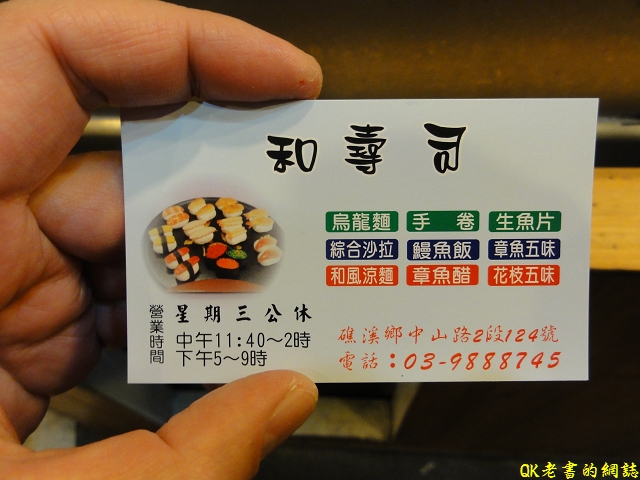 和壽司
烏龍麵 手卷 生魚片
綜合沙拉 鰻魚飯 章魚五味
和風涼麵 章魚醋 花枝五味
營業時間
星期三公休
中午11:40~2時
下午5~9時
礁溪鄉中山路2段124號
電話:03-9888745
QK老書的網誌